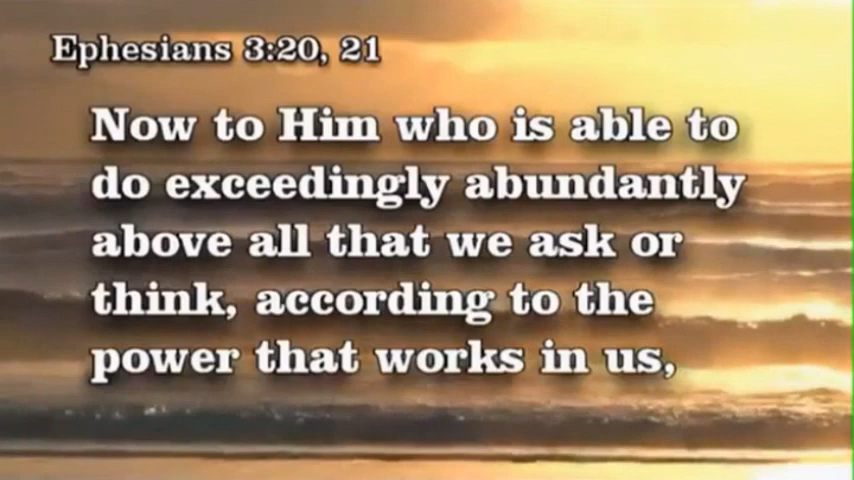 Ephesians 3:20, 21
Now to Him who is able to
do exceedingly abundantly
above all that we ask or
think, according to the
power that works in us,